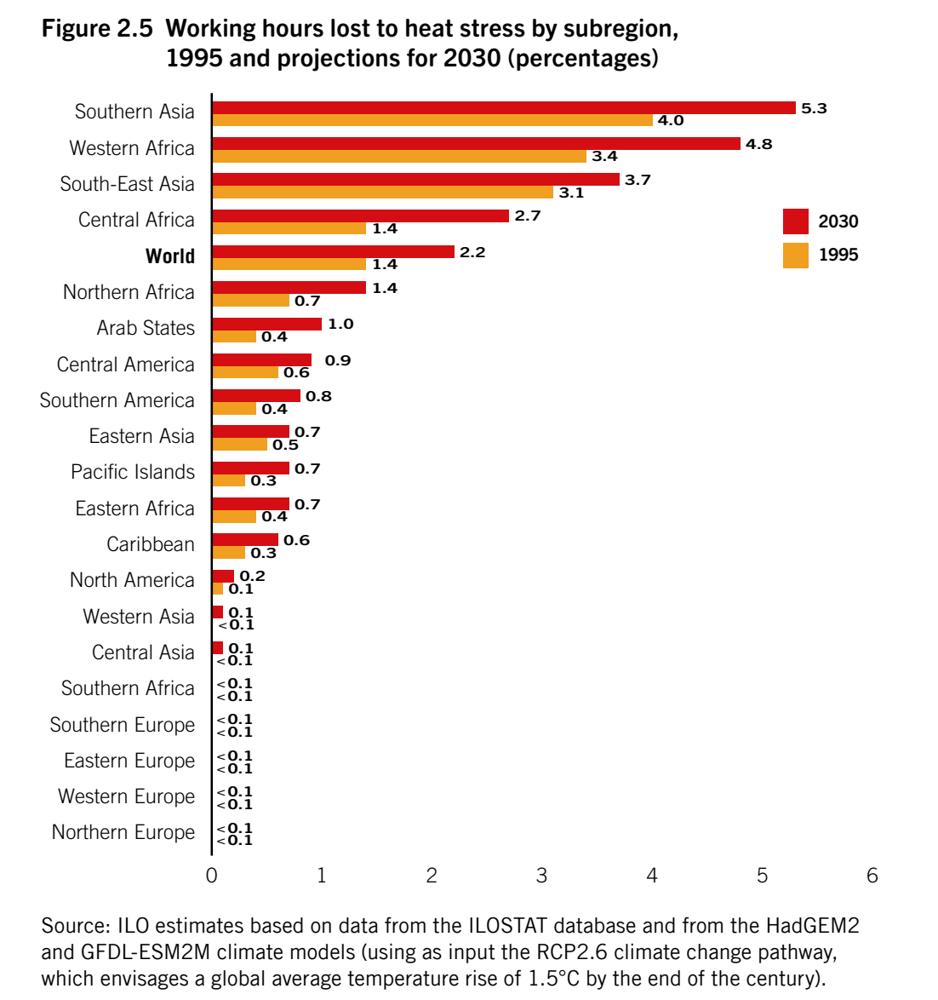 Figure 2.5 Working hours lost to heat stress by subregion,
1995 and projections for 2030 (percentages)
Southern Asia 5.3
4.0
Western Africa 4.8
3.4
South-East Asia 3.7
3.1
Central Africa 2.7
1.4
World 2.2
1.4
Northern Africa 1.4
0.7
Arab States 1.0
0.4
Central America 0.9
0.6
Southern America 0.8
0.4
Eastern Asia 0.7
0.5
Pacific Islands 0.7
0.3
Eastern Africa 0.7
0.4
Caribbean 0.6
0.3
North America 0.2
0.1
Western Asia 0.1
<0.1
Central Asia 0.1
<0.1
Southern Africa <0.1
<0.1
Southern Europe <0.1
<0.1
Eastern Europe <0.1
<0.1
Western Europe <0.1
<0.1
Northern Europe <0.1
<0.1
2030
1995
0 1 2 3 4 5 6
Source: ILO estimates based on data from the ILOSTAT database and from the HadGEM2
and GFDL-ESM2M climate models (using as input the RCP2.6 climate change pathway,
which envisages a global average temperature rise of 1.5°C by the end of the century).